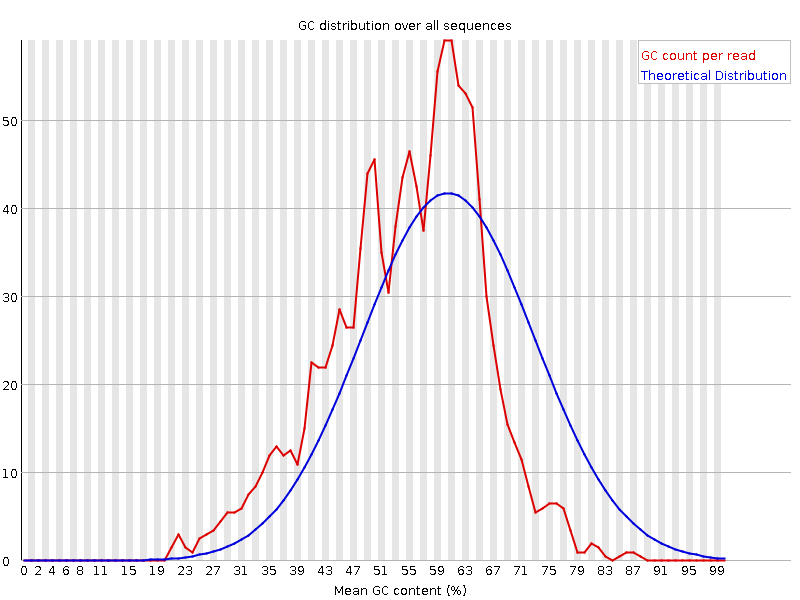 GC distribution over all sequences
GC count per read
Theoretical Distribution
50
40
30
20
10
0
0 2 4 6 8 11 15 19 23 27 31 35 39 43 47 51 55 59 63 67 71 75 79 83 87 91 95 99
Mean GC content (%)